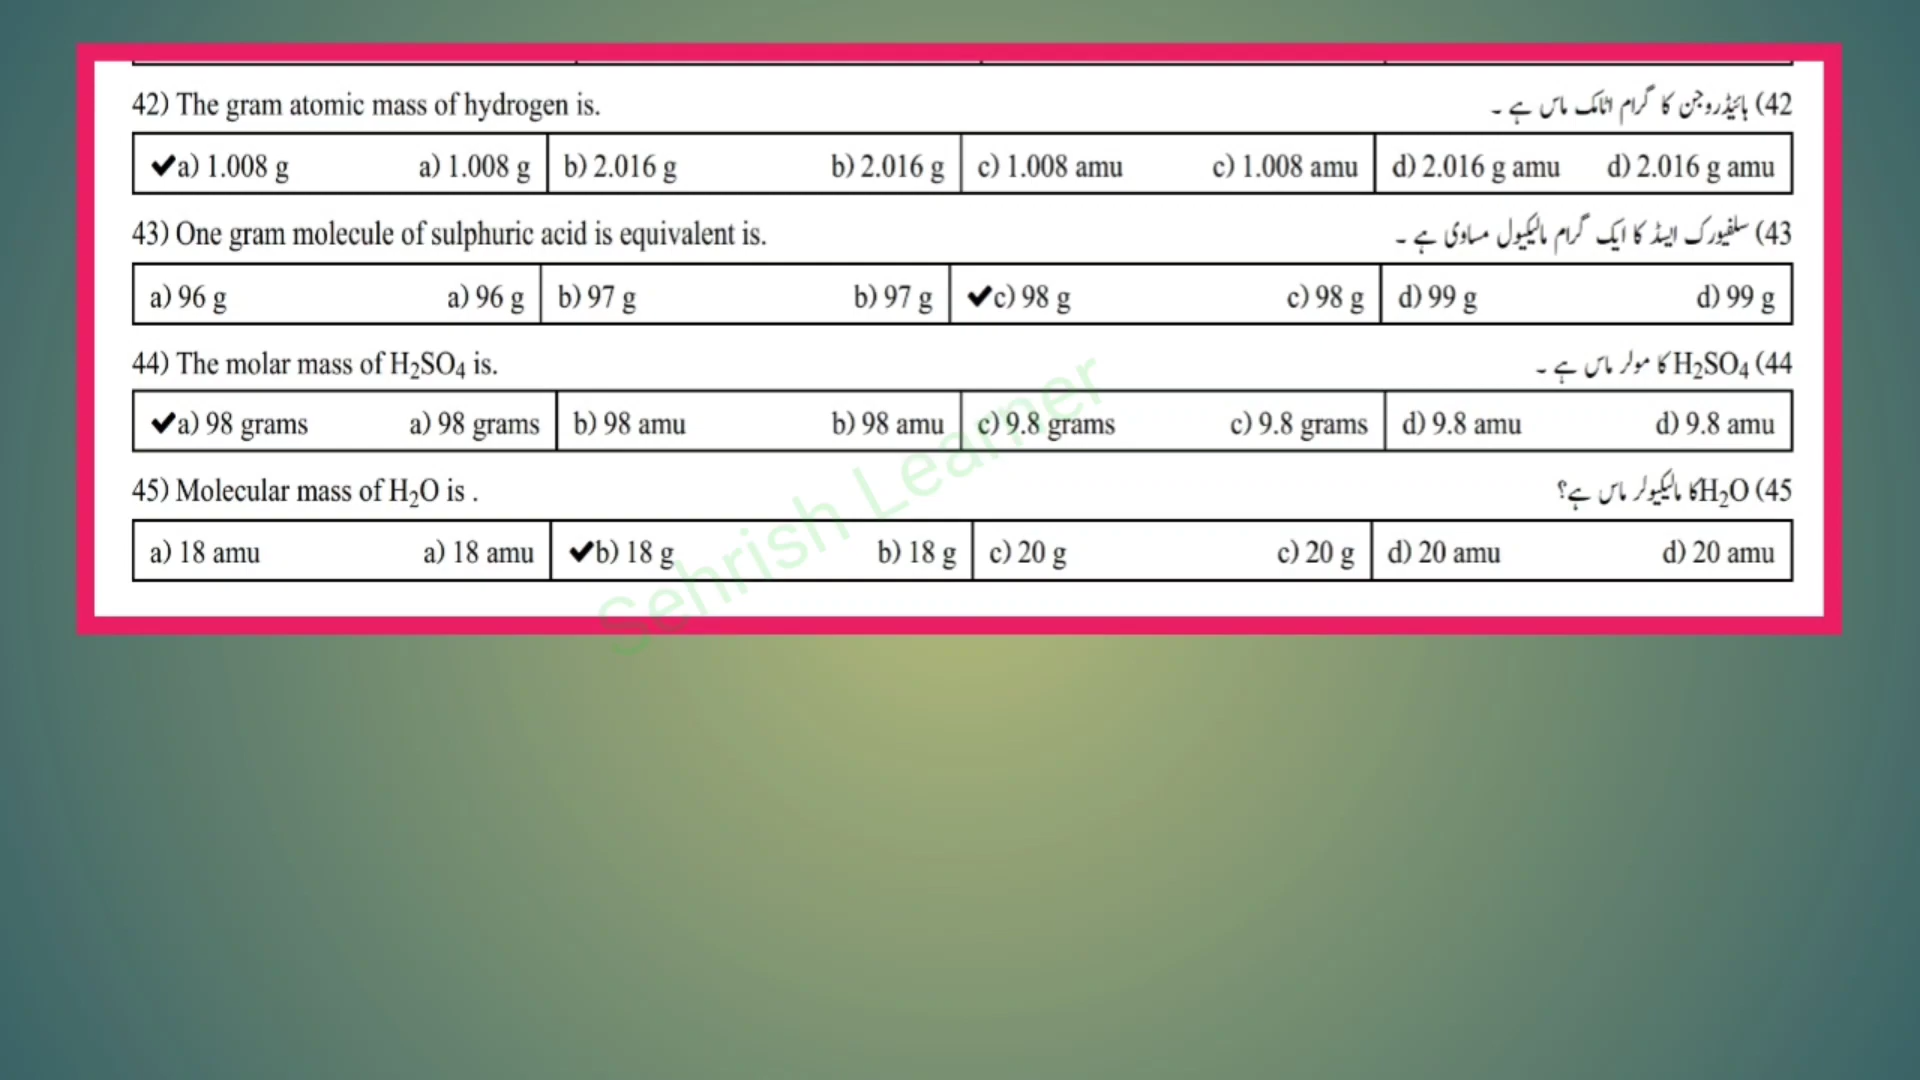 42) The gram atomic mass of hydrogen is. 42) ہائیڈروجن کا گرام اٹامک ماس ہے ۔
✔a) 1.008 g a) 1.008 g b) 2.016 g b) 2.016 g c) 1.008 amu c) 1.008 amu d) 2.016 g amu d) 2.016 g amu
43) One gram molecule of sulphuric acid is equivalent is. 43) سلفیورک ایسڈ کا ایک گرام مالیکیول مساوی ہے ۔
a) 96 g a) 96 g b) 97 g b) 97 g ✔c) 98 g c) 98 g d) 99 g d) 99 g
44) The molar mass of H₂SO₄ is. 44) H₂SO₄ کا مولر ماس ہے ۔
✔a) 98 grams a) 98 grams b) 98 amu b) 98 amu c) 9.8 grams c) 9.8 grams d) 9.8 amu d) 9.8 amu
45) Molecular mass of H₂O is . 45) H₂Oکا مالیکیولر ماس ہے؟
a) 18 amu a) 18 amu ✔b) 18 g b) 18 g c) 20 g c) 20 g d) 20 amu d) 20 amu
Sehrish Learner